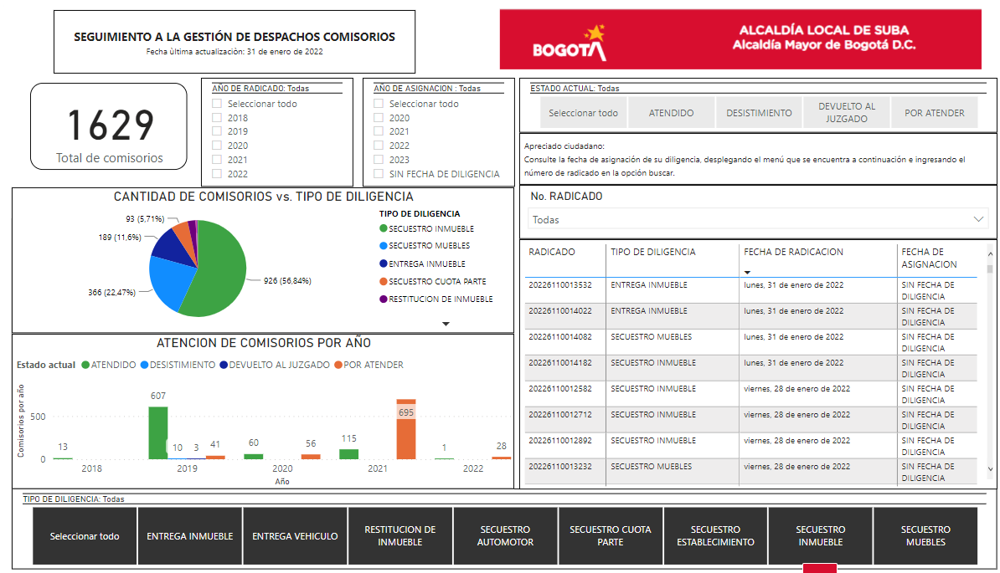 SEGUIMIENTO A LA GESTIÓN DE DESPACHOS COMISORIOS
Fecha ùltima actualizaciòn: 31 de enero de 2022
BOGOTÁ
ALCALDÍA LOCAL DE SUBA
Alcaldía Mayor de Bogotá D.C.
1629
Total de comisorios
AÑO DE RADICADO: Todas
Seleccionar todo
2018
2019
2020
2021
2022
AÑO DE ASIGNACION : Todas
Seleccionar todo
2020
2021
2022
2023
SIN FECHA DE DILIGENCIA
ESTADO ACTUAL: Todas
Seleccionar todo
ATENDIDO
DESISTIMIENTO
DEVUELTO AL
JUZGADO
POR ATENDER
Apreciado ciudadano:
Consulte la fecha de asignación de su diligencia, desplegando el menú que se encuentra a continuación e ingresando el
número de radicado en la opción buscar.
CANTIDAD DE COMISORIOS vs. TIPO DE DILIGENCIA
93 (5,71%)
189 (11,6%)
366 (22,47%)
926 (56,84%)
TIPO DE DILIGENCIA
SECUESTRO INMUEBLE
SECUESTRO MUEBLES
ENTREGA INMUEBLE
SECUESTRO CUOTA PARTE
RESTITUCION DE INMUEBLE
No. RADICADO
Todas
RADICADO TIPO DE DILIGENCIA FECHA DE RADICACION FECHA DE
ASIGNACION
20226110013532 ENTREGA INMUEBLE lunes, 31 de enero de 2022 SIN FECHA DE
DILIGENCIA
20226110014022 ENTREGA INMUEBLE lunes, 31 de enero de 2022 SIN FECHA DE
DILIGENCIA
20226110014082 SECUESTRO MUEBLES lunes, 31 de enero de 2022 SIN FECHA DE
DILIGENCIA
20226110014182 SECUESTRO INMUEBLE lunes, 31 de enero de 2022 SIN FECHA DE
DILIGENCIA
20226110012582 SECUESTRO INMUEBLE viernes, 28 de enero de 2022 SIN FECHA DE
DILIGENCIA
20226110012712 SECUESTRO INMUEBLE viernes, 28 de enero de 2022 SIN FECHA DE
DILIGENCIA
20226110012892 SECUESTRO INMUEBLE viernes, 28 de enero de 2022 SIN FECHA DE
DILIGENCIA
20226110013232 SECUESTRO MUEBLES viernes, 28 de enero de 2022 SIN FECHA DE
DILIGENCIA
ATENCION DE COMISORIOS POR AÑO
Estado actual ATENDIDO DESISTIMIENTO DEVUELTO AL JUZGADO POR ATENDER
Comisorios por año
500
0
13
607
10
3
41
60
56
115
695
1
28
2018 2019 2020 2021 2022
Año
TIPO DE DILIGENCIA: Todas
Seleccionar todo
ENTREGA INMUEBLE
ENTREGA VEHICULO
RESTITUCION DE
INMUEBLE
SECUESTRO
AUTOMOTOR
SECUESTRO CUOTA
PARTE
SECUESTRO
ESTABLECIMIENTO
SECUESTRO
INMUEBLE
SECUESTRO
MUEBLES